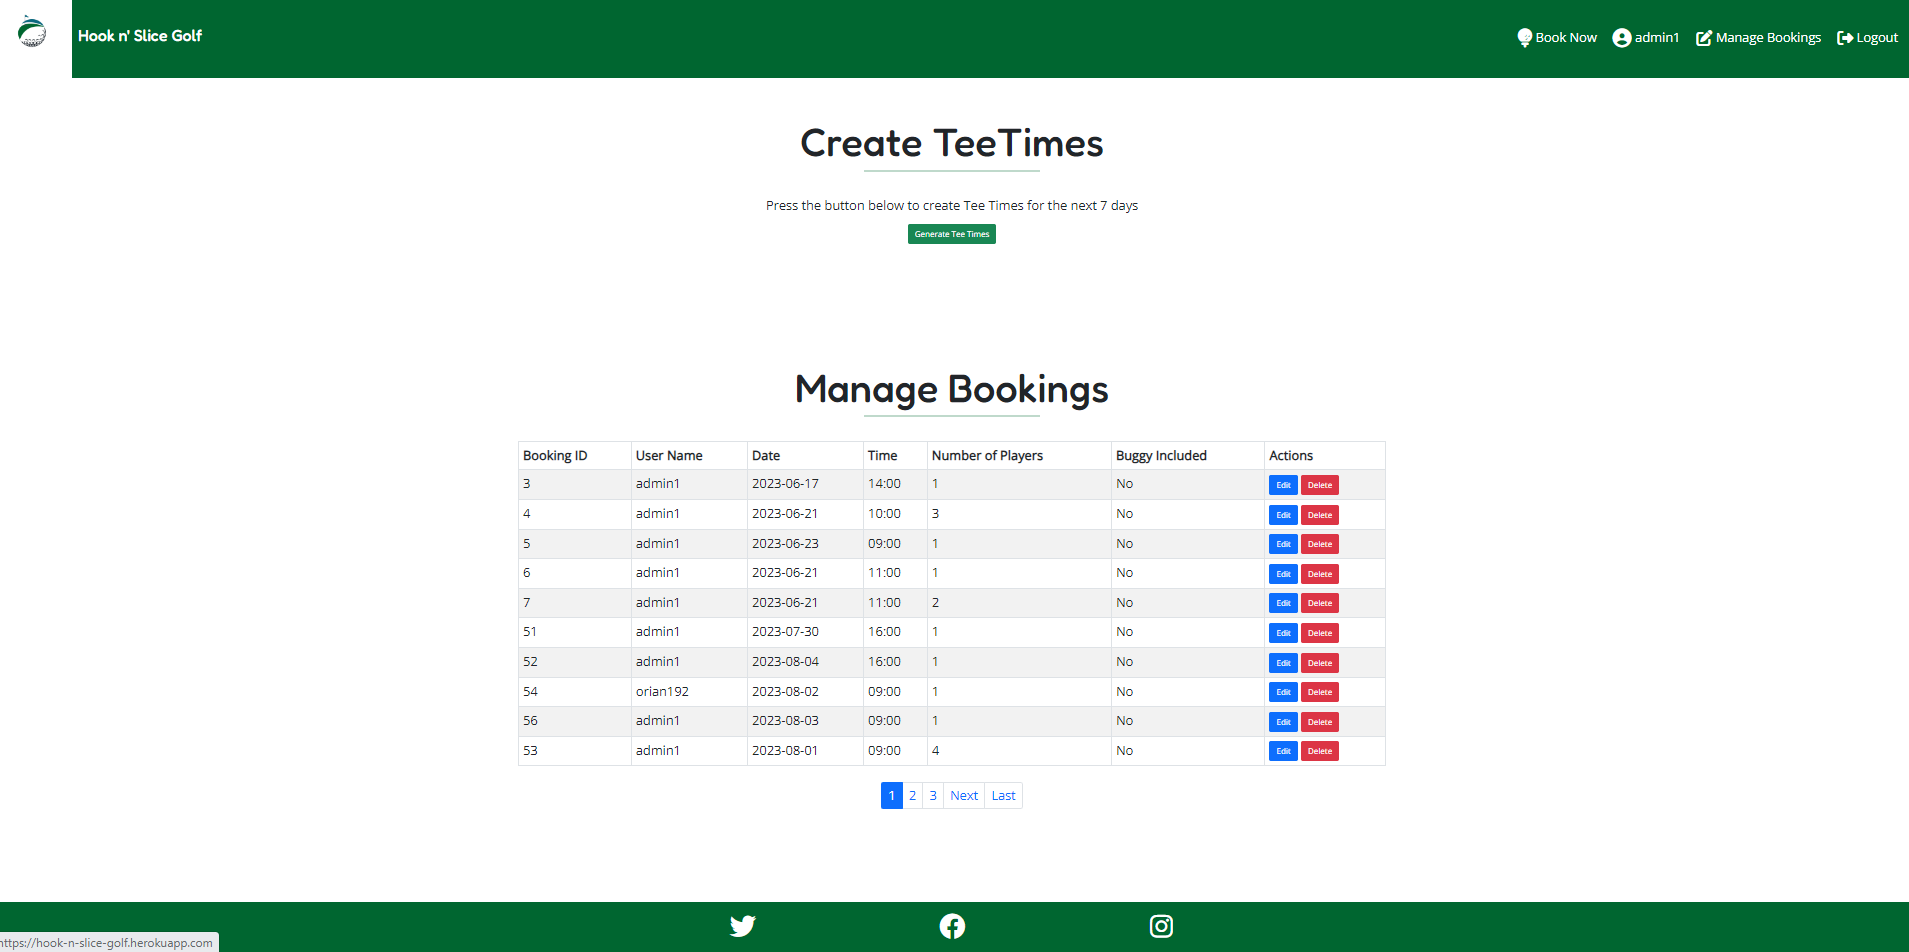 Hook n' Slice Golf
Book Now admin1 Manage Bookings Logout
Create TeeTimes
Press the button below to create Tee Times for the next 7 days
Generate Tee Times
Manage Bookings
Booking ID User Name Date Time Number of Players Buggy Included Actions
3 admin1 2023-06-17 14:00 1 No Edit Delete
4 admin1 2023-06-21 10:00 3 No Edit Delete
5 admin1 2023-06-23 09:00 1 No Edit Delete
6 admin1 2023-06-21 11:00 1 No Edit Delete
7 admin1 2023-06-21 11:00 2 No Edit Delete
51 admin1 2023-07-30 16:00 1 No Edit Delete
52 admin1 2023-08-04 16:00 1 No Edit Delete
54 orian192 2023-08-02 09:00 1 No Edit Delete
56 admin1 2023-08-03 09:00 1 No Edit Delete
53 admin1 2023-08-01 09:00 4 No Edit Delete
1 2 3 Next Last
https://hook-n-slice-golf.herokuapp.com